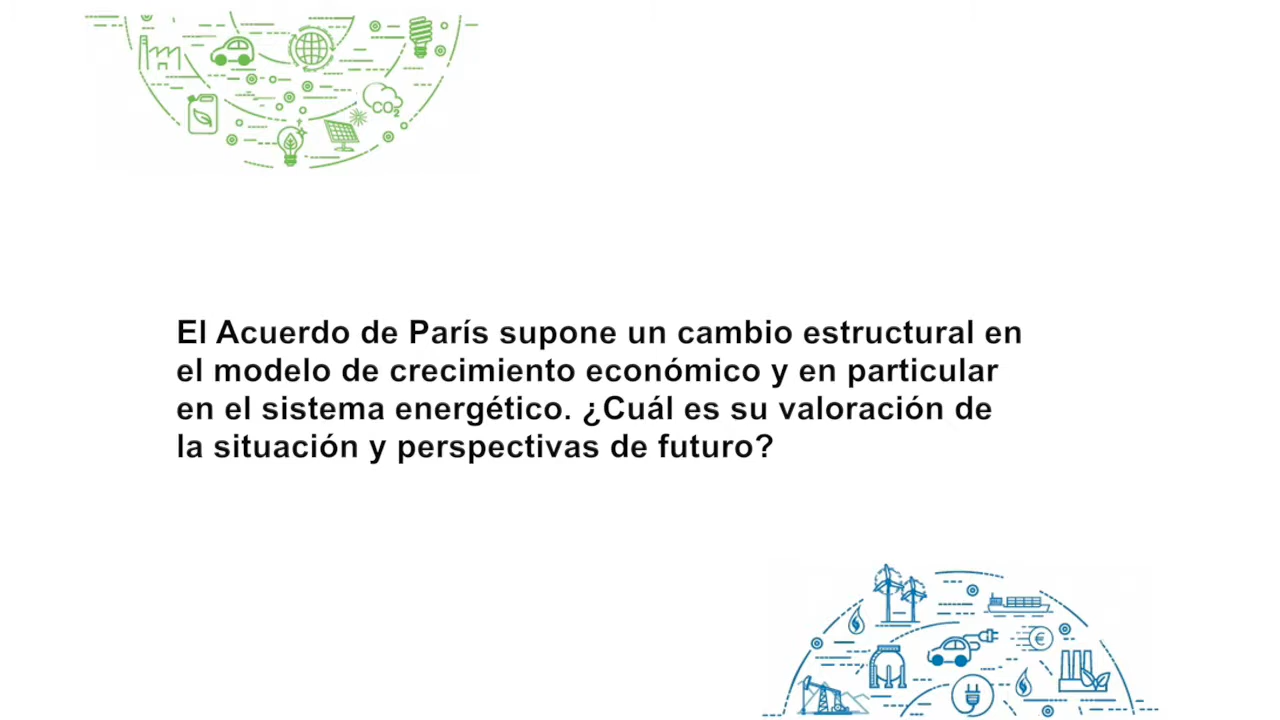 CO2
El Acuerdo de París supone un cambio estructural en
el modelo de crecimiento económico y en particular
en el sistema energético. ¿Cuál es su valoración de
la situación y perspectivas de futuro?
€